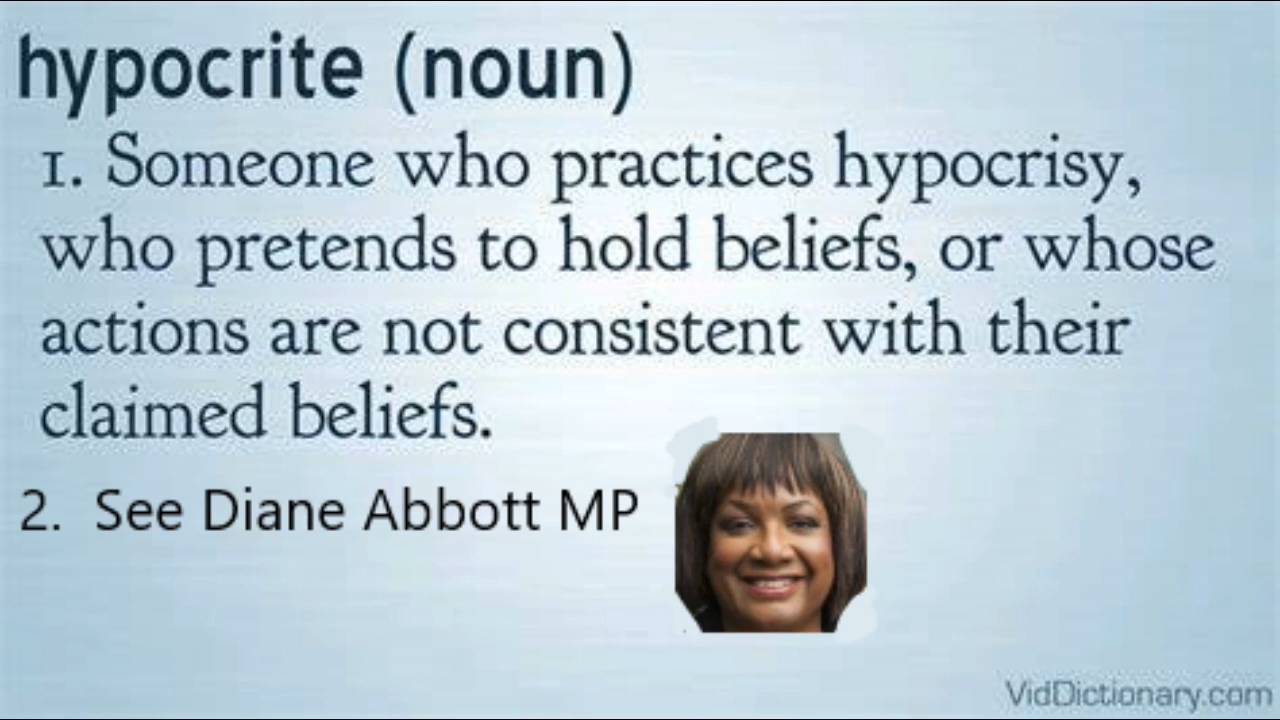 hypocrite (noun)
1. Someone who practices hypocrisy,
who pretends to hold beliefs, or whose
actions are not consistent with their
claimed beliefs.
2. See Diane Abbott MP
VidDictionary.com